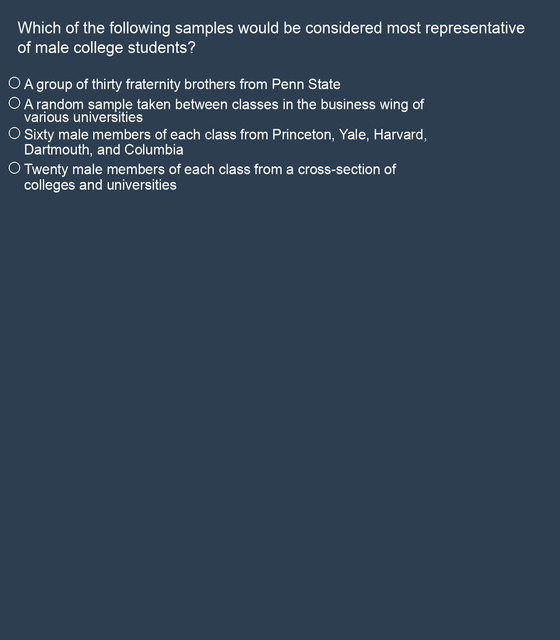 Which of the following samples would be considered most representative
of male college students?
A group of thirty fraternity brothers from Penn State
A random sample taken between classes in the business wing of
various universities
Sixty male members of each class from Princeton, Yale, Harvard,
Dartmouth, and Columbia
Twenty male members of each class from a cross-section of
colleges and universities